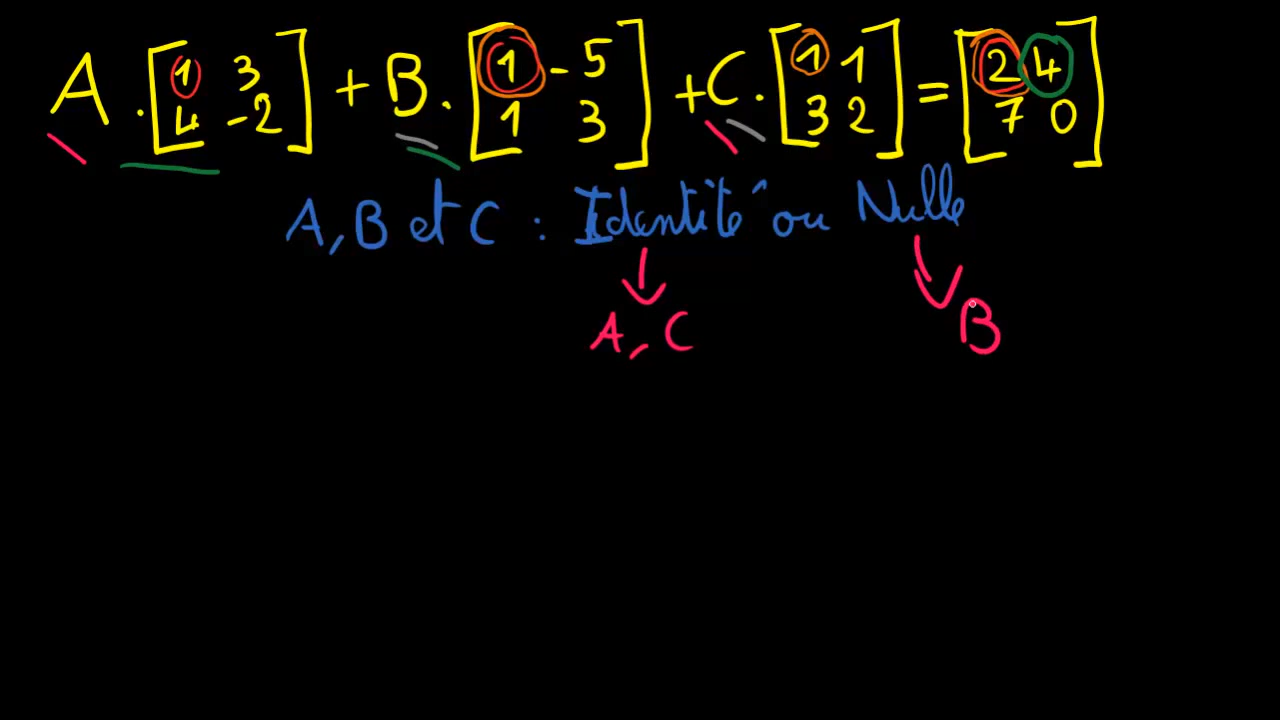 A . [ 1 3 ] + B . [ 1 - 5 ] + C . [ 1 1 ] = [ 2 4 ]
[ 4 -2 ] [ 1 3 ] [ 3 2 ] [ 7 0 ]
A, B et C : Identité ou Nulle
A, C B